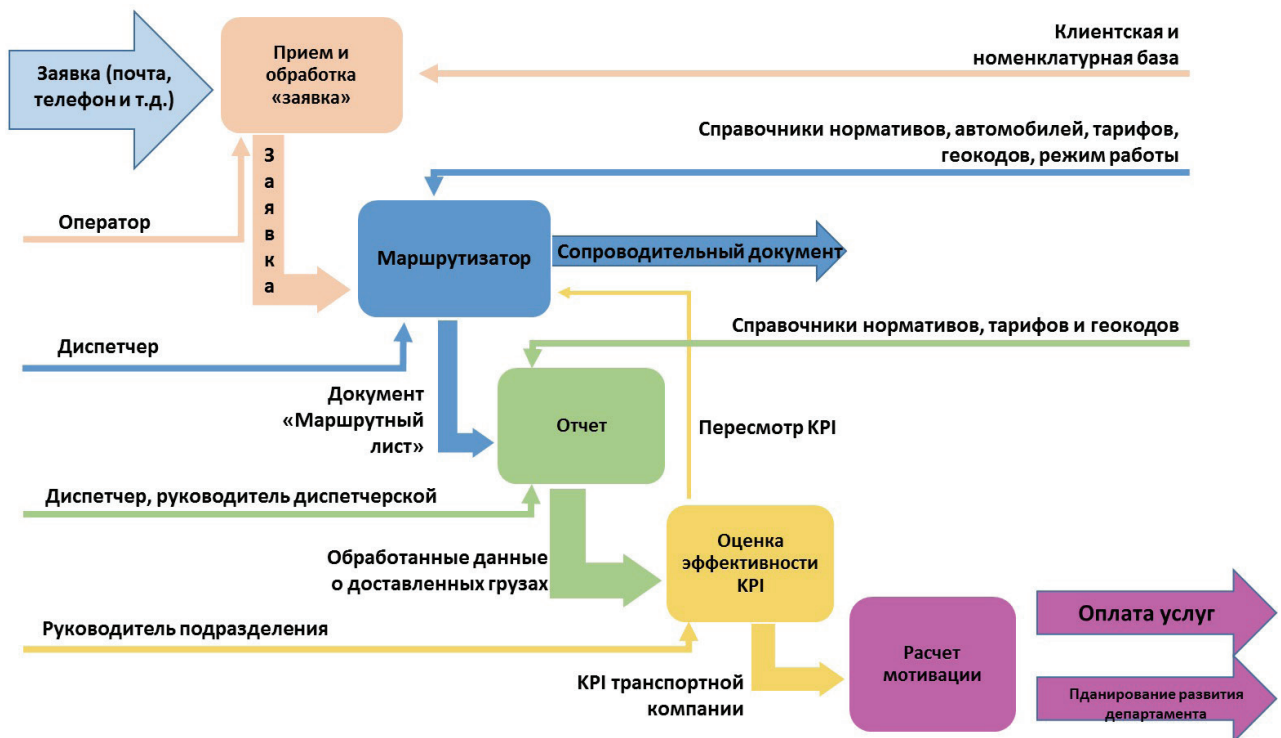 Заявка (почта,
телефон и т.д.)
Прием и
обработка
«заявка»
Клиентская и
номенклатурная база
Заявка
Справочники нормативов, автомобилей, тарифов,
геокодов, режим работы
Оператор
Маршрутизатор
Сопроводительный документ
Диспетчер
Справочники нормативов, тарифов и геокодов
Документ
«Маршрутный
лист»
Отчет
Пересмотр KPI
Диспетчер, руководитель диспетчерской
Обработанные данные
о доставленных грузах
Оценка
эффективности
KPI
Руководитель подразделения
KPI транспортной
компании
Расчет
мотивации
Оплата услуг
Пданирование развития
департамента